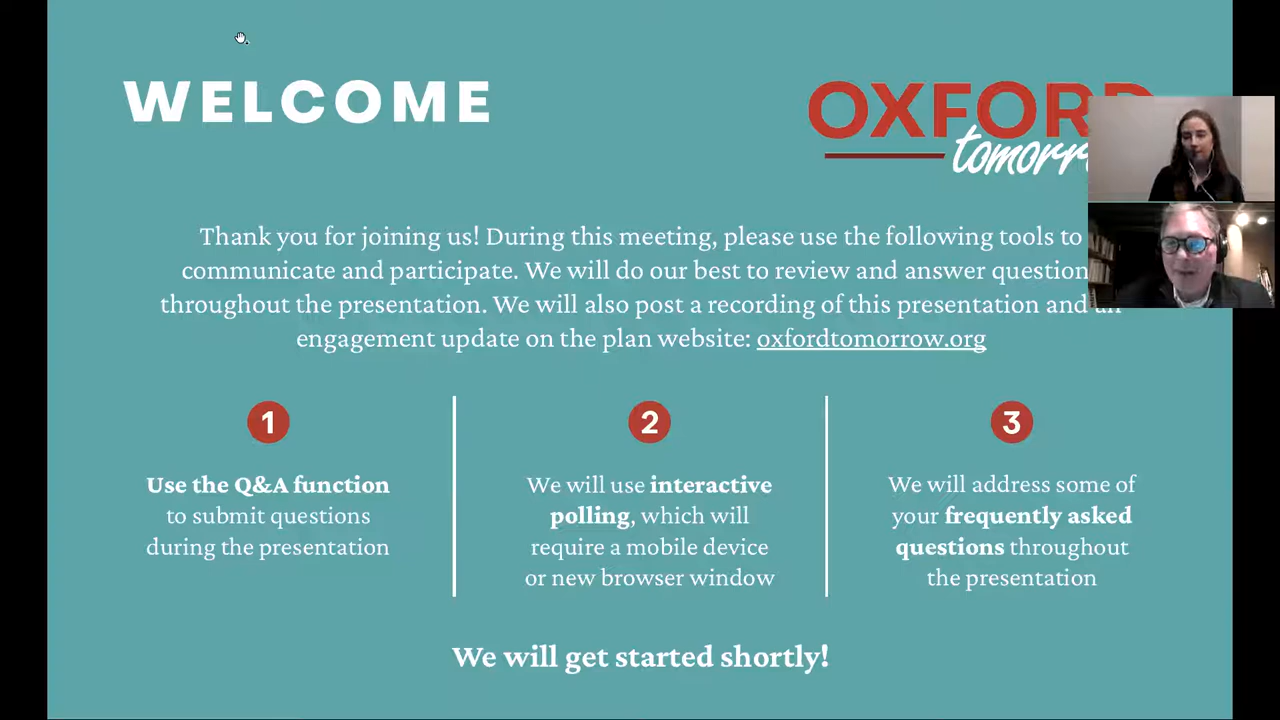 WELCOME
OXFORD
Thank you for joining us! During this meeting, please use the following tools to
communicate and participate. We will do our best to review and answer question
throughout the presentation. We will also post a recording of this presentation and an
engagement update on the plan website: oxfordtomorrow.org
1
Use the Q&A function
to submit questions
during the presentation
2
We will use interactive
polling, which will
require a mobile device
or new browser window
3
We will address some of
your frequently asked
questions throughout
the presentation
We will get started shortly!